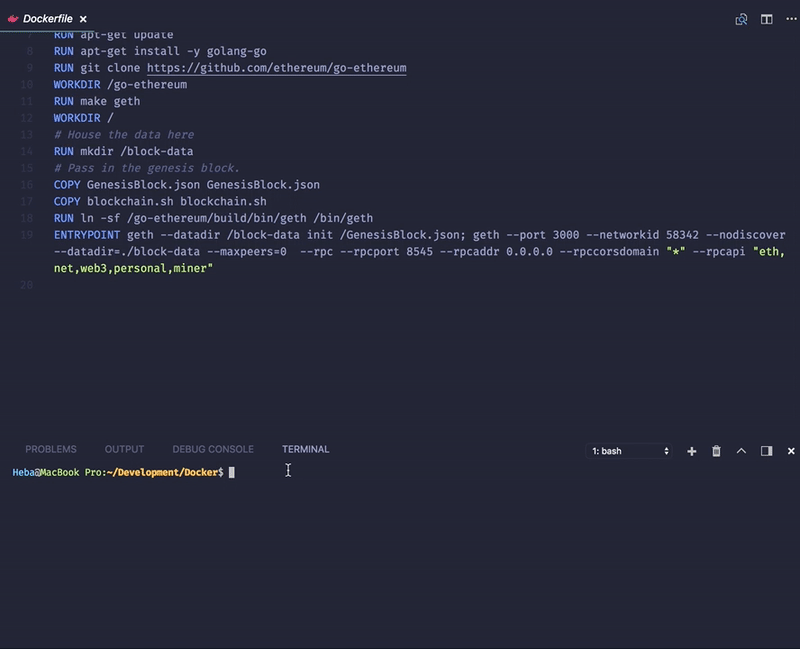 Dockerfile
7 RUN apt-get update
8 RUN apt-get install -y golang-go
9 RUN git clone https://github.com/ethereum/go-ethereum
10 WORKDIR /go-ethereum
11 RUN make geth
12 WORKDIR /
13 # House the data here
14 RUN mkdir /block-data
15 # Pass in the genesis block.
16 COPY GenesisBlock.json GenesisBlock.json
17 COPY blockchain.sh blockchain.sh
18 RUN ln -sf /go-ethereum/build/bin/geth /bin/geth
19 ENTRYPOINT geth --datadir /block-data init /GenesisBlock.json; geth --port 3000 --networkid 58342 --nodiscover
--datadir=./block-data --maxpeers=0  --rpc --rpcport 8545 --rpcaddr 0.0.0.0 --rpccorsdomain "*" --rpcapi "eth,
net,web3,personal,miner"
20
PROBLEMS OUTPUT DEBUG CONSOLE TERMINAL 1: bash
Heba@MacBook Pro:~/Development/Docker$